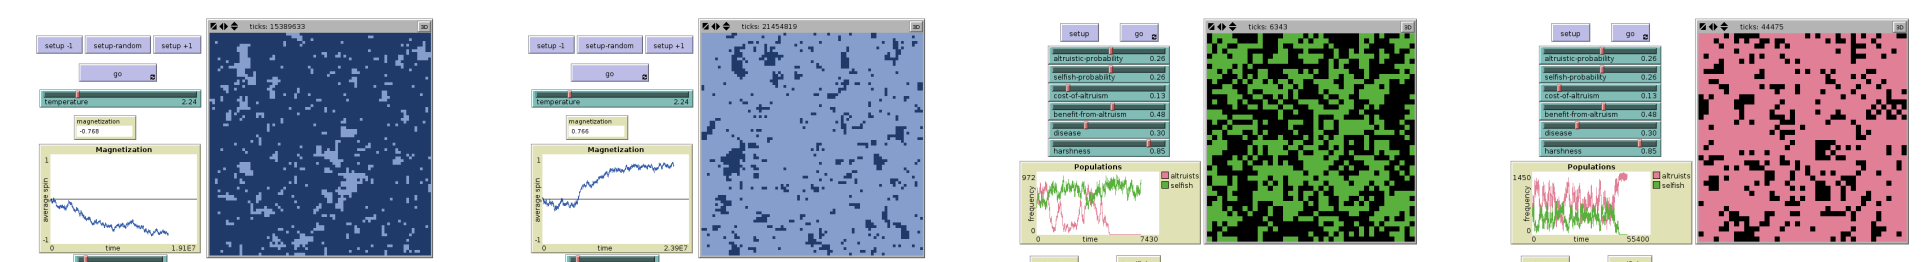 ticks: 15389633
3D
setup -1 setup-random setup +1
go
temperature 2.24
magnetization
-0.768
Magnetization
1
average spin
-1
0 time 1.91E7
ticks: 21454819
3D
setup -1 setup-random setup +1
go
temperature 2.24
magnetization
0.766
Magnetization
1
average spin
-1
0 time 2.39E7
ticks: 6343
3D
setup go
altruistic-probability 0.26
selfish-probability 0.26
cost-of-altruism 0.13
benefit-from-altruism 0.48
disease 0.30
harshness 0.85
Populations
972
frequency
0
0 time 7430
altruists
selfish
ticks: 44475
3D
setup go
altruistic-probability 0.26
selfish-probability 0.26
cost-of-altruism 0.13
benefit-from-altruism 0.48
disease 0.30
harshness 0.85
Populations
1450
frequency
0
0 time 55400
altruists
selfish